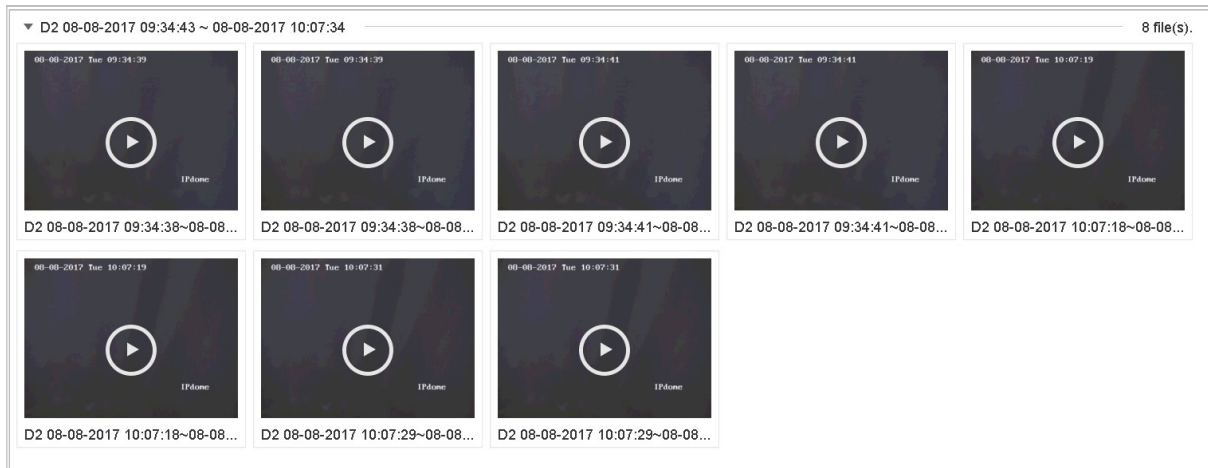 D2 08-08-2017 09:34:43 ~ 08-08-2017 10:07:34
8 file(s).
08-08-2017 Tue 09:34:39
IPdome
08-08-2017 Tue 09:34:39
IPdome
08-08-2017 Tue 09:34:41
IPdome
08-08-2017 Tue 09:34:41
IPdome
08-08-2017 Tue 10:07:19
IPdome
D2 08-08-2017 09:34:38~08-08...
D2 08-08-2017 09:34:38~08-08...
D2 08-08-2017 09:34:41~08-08...
D2 08-08-2017 09:34:41~08-08...
D2 08-08-2017 10:07:18~08-08...
08-08-2017 Tue 10:07:19
IPdome
08-08-2017 Tue 10:07:31
IPdome
08-08-2017 Tue 10:07:31
IPdome
D2 08-08-2017 10:07:18~08-08...
D2 08-08-2017 10:07:29~08-08...
D2 08-08-2017 10:07:29~08-08...